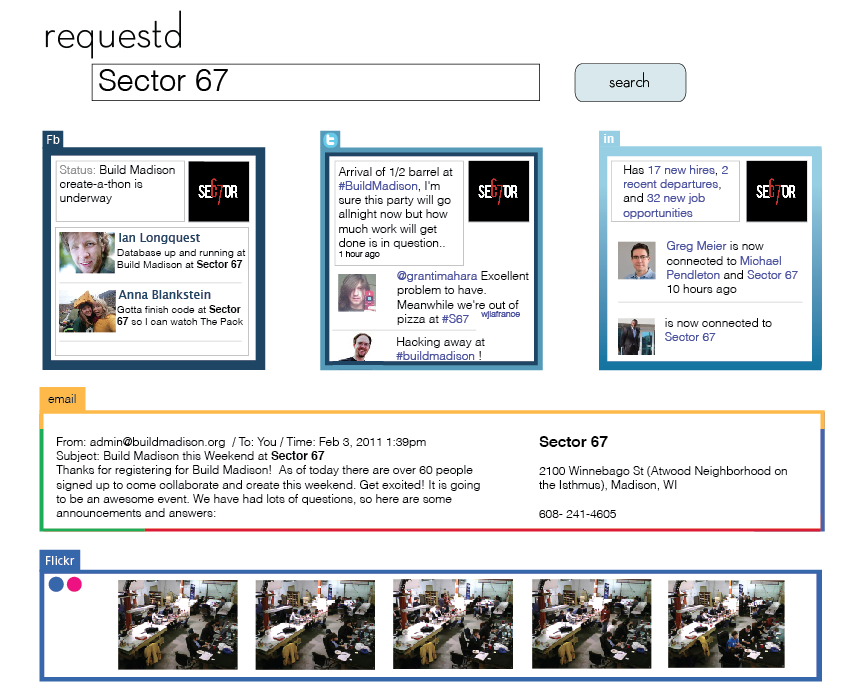 requestd
Sector 67
search
Fb
Status: Build Madison
create-a-thon is
underway
SE67TOR
Ian Longquest
Database up and running at
Build Madison at Sector 67
Anna Blankstein
Gotta finish code at Sector
67 so I can watch The Pack
t
Arrival of 1/2 barrel at
#BuildMadison, I'm
sure this party will go
allnight now but how
much work will get
done is in question..
1 hour ago
SE67TOR
@grantimahara Excellent
problem to have.
Meanwhile we're out of
pizza at #S67 wjlafrance
Hacking away at
#buildmadison !
in
Has 17 new hires, 2
recent departures,
and 32 new job
opportunities
SE67TOR
Greg Meier is now
connected to Michael
Pendleton and Sector 67
10 hours ago
is now connected to
Sector 67
email
From: admin@buildmadison.org / To: You / Time: Feb 3, 2011 1:39pm
Subject: Build Madison this Weekend at Sector 67
Thanks for registering for Build Madison! As of today there are over 60 people
signed up to come collaborate and create this weekend. Get excited! It is going
to be an awesome event. We have had lots of questions, so here are some
announcements and answers:
Sector 67
2100 Winnebago St (Atwood Neighborhood on
the Isthmus), Madison, WI
608- 241-4605
Flickr